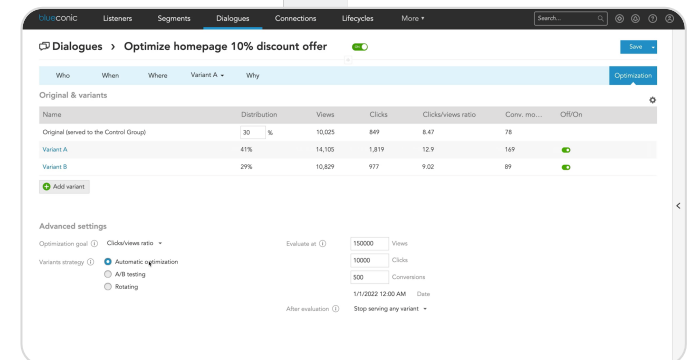 blueconic Listeners Segments Dialogues Connections Lifecycles More Search...
Dialogues > Optimize homepage 10% discount offer ON Save
Who When Where Variant A Why Optimization
Original & variants
Name Distribution Views Clicks Clicks/views ratio Conv. mo... Off/On
Original (served to the Control Group) 30 % 10,025 849 8.47 78
Variant A 41% 14,105 1,819 12.9 169
Variant B 29% 10,829 977 9.02 89
Add variant
Advanced settings
Optimization goal Clicks/views ratio Evaluate at 150000 Views
Variants strategy Automatic optimization 10000 Clicks
A/B testing 500 Conversions
Rotating 1/1/2022 12:00 AM Date
After evaluation Stop serving any variant